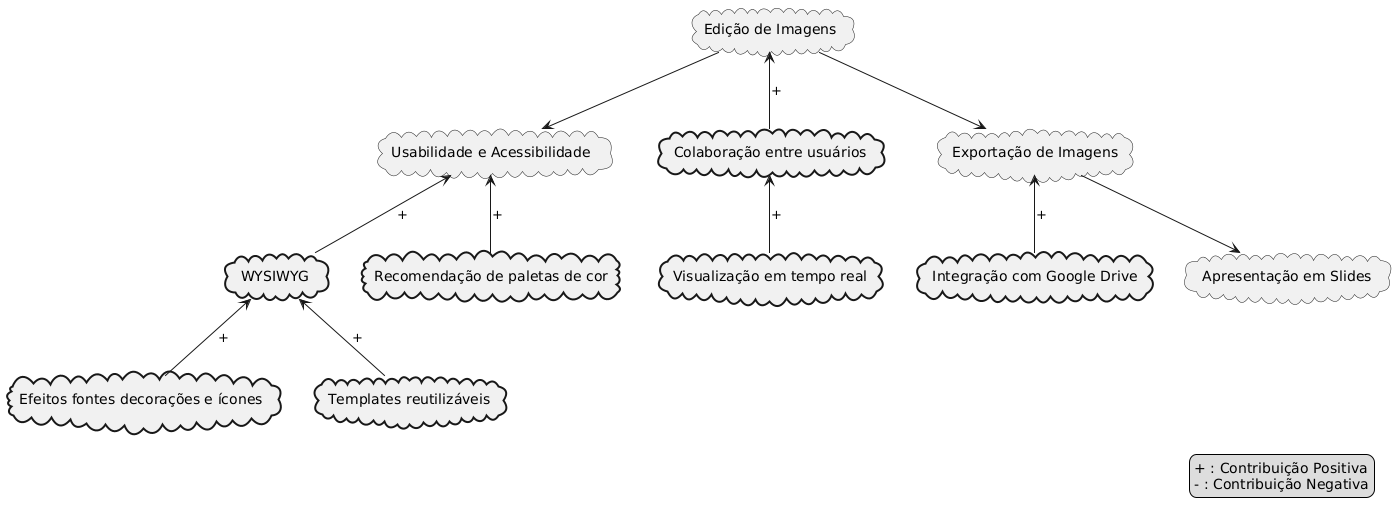 Edição de Imagens
+
Usabilidade e Acessibilidade
Colaboração entre usuários
Exportação de Imagens
+
+
+
+
WYSIWYG
Recomendação de paletas de cor
Visualização em tempo real
Integração com Google Drive
Apresentação em Slides
+
+
Efeitos fontes decorações e ícones
Templates reutilizáveis
+ : Contribuição Positiva
- : Contribuição Negativa